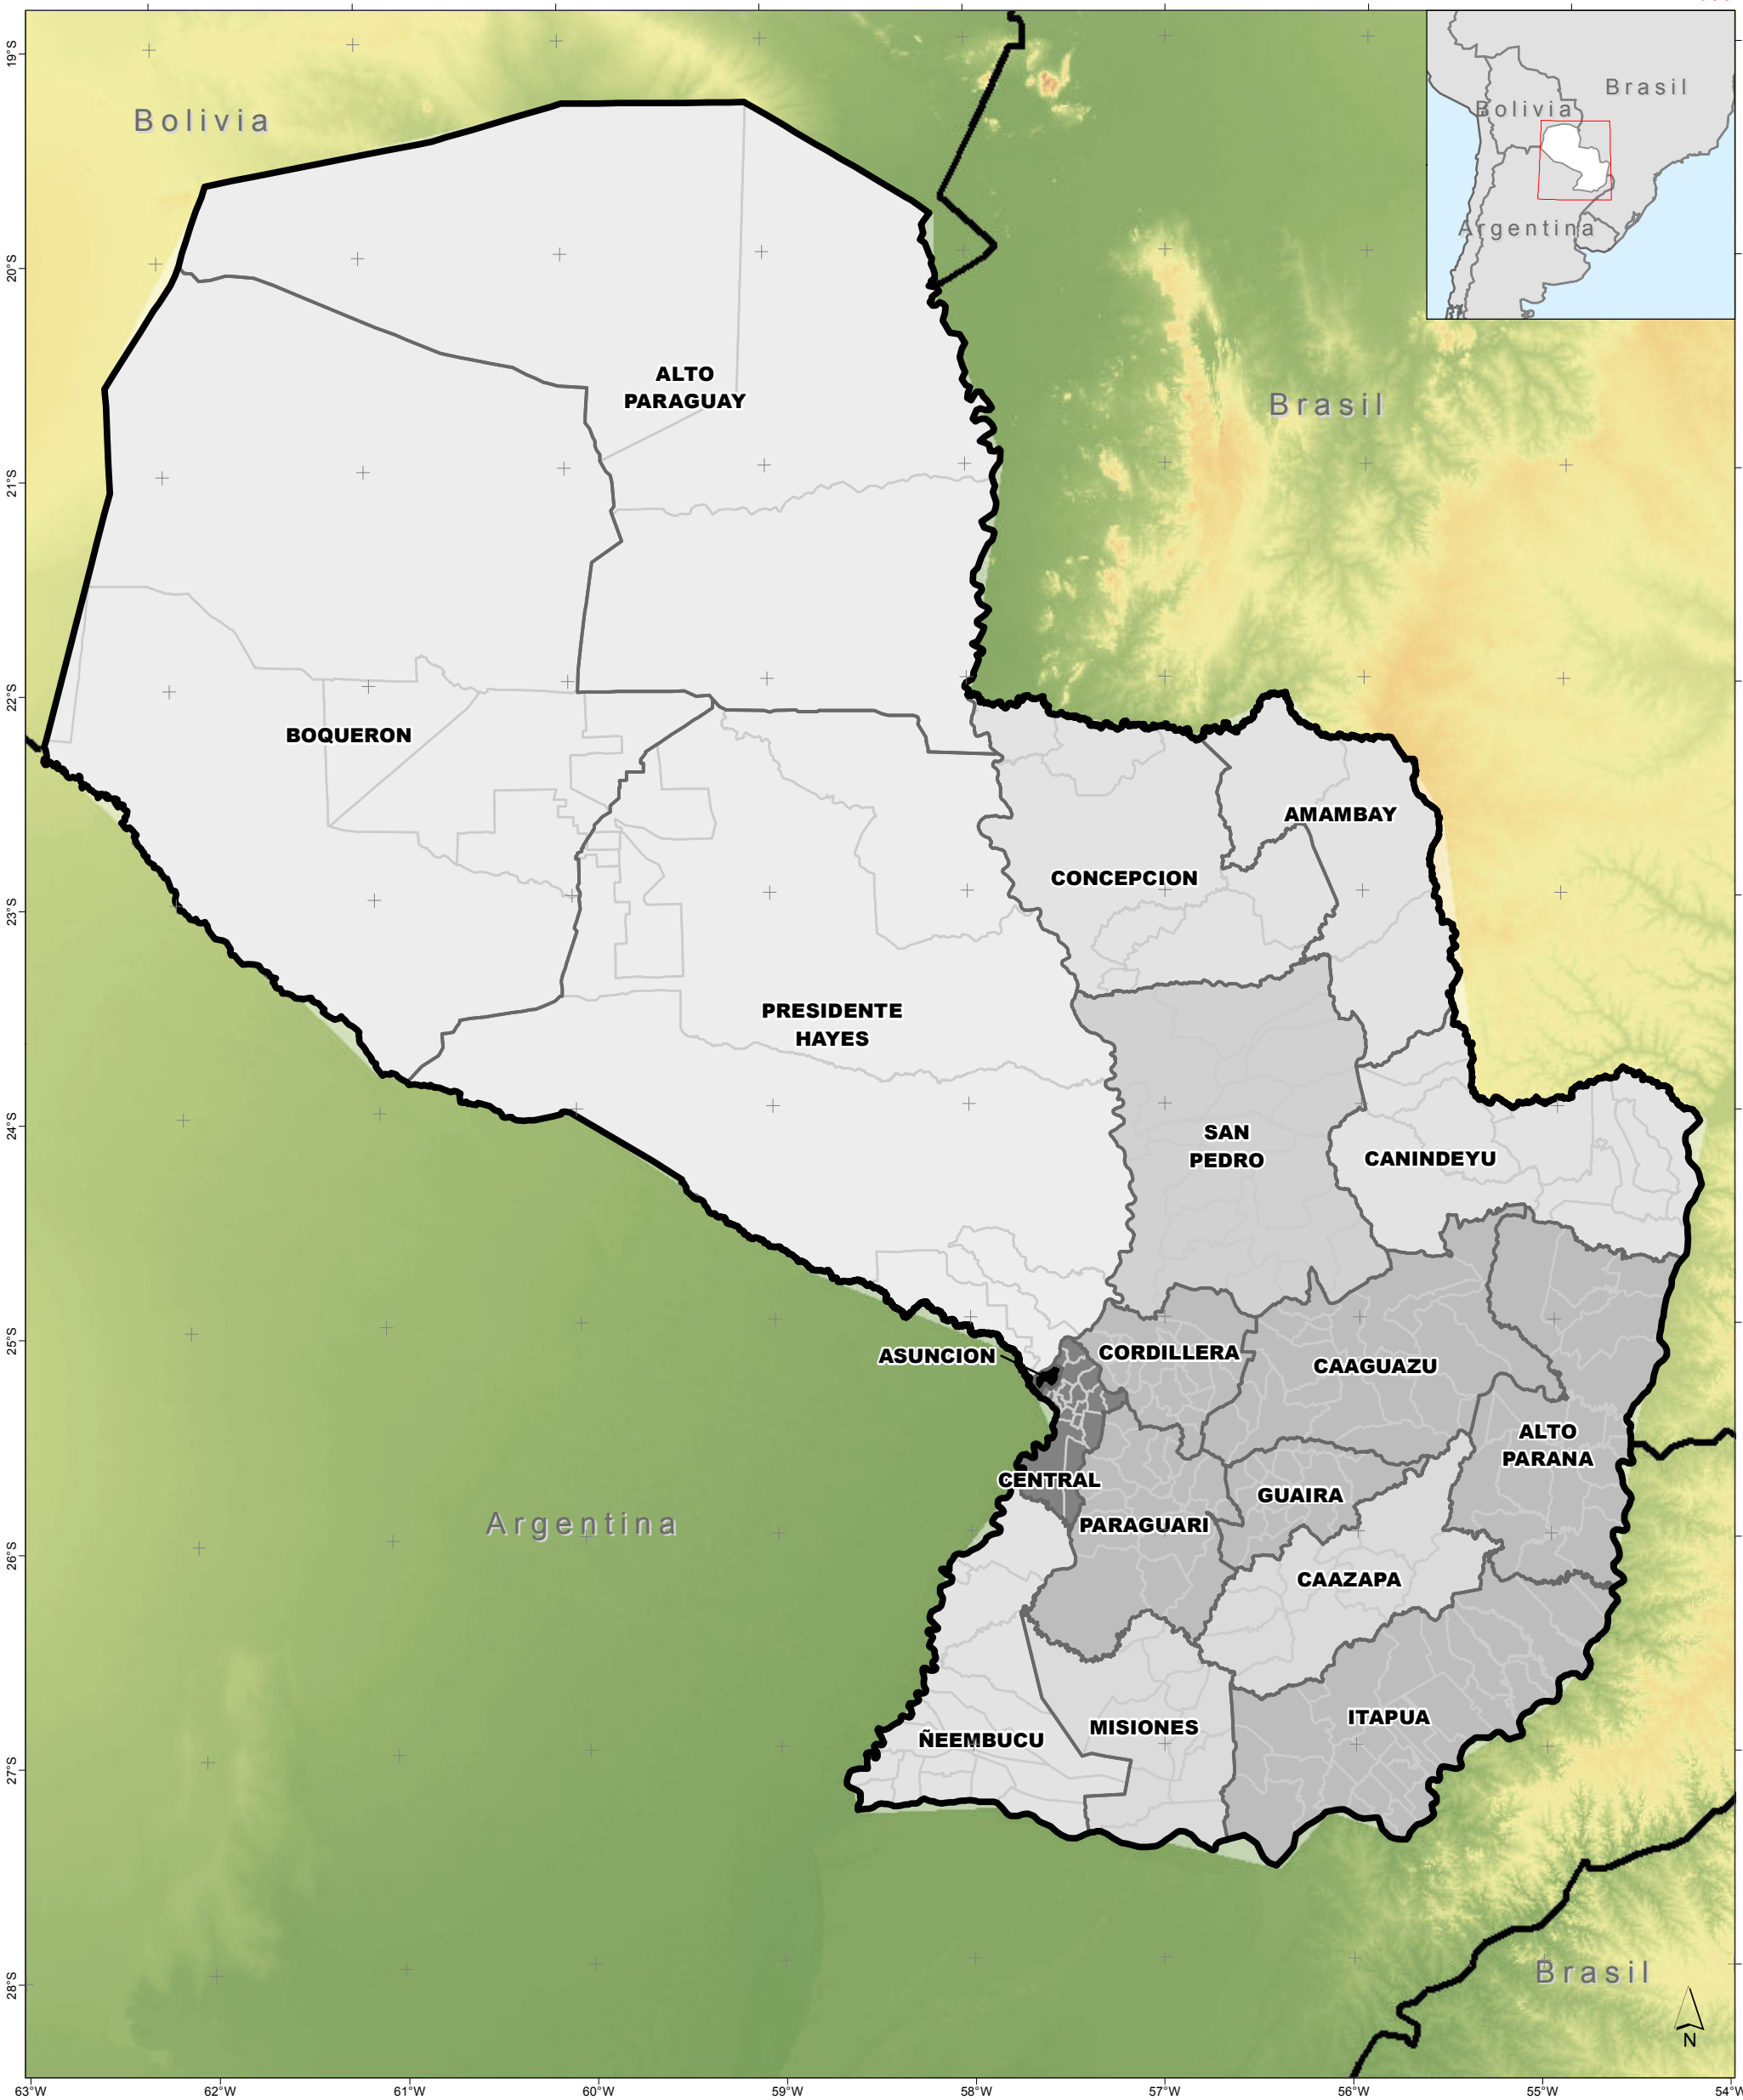 Bolivia
Brasil
Bolivia
Argentina
Brasil
ALTO
PARAGUAY
BOQUERON
AMAMBAY
CONCEPCION
PRESIDENTE
HAYES
SAN
PEDRO
CANINDEYU
ASUNCION
CORDILLERA
CAAGUAZU
ALTO
PARANA
CENTRAL
GUAIRA
PARAGUARI
Argentina
CAAZAPA
ITAPUA
MISIONES
ÑEEMBUCU
Brasil
N
19°S
20°S
21°S
22°S
23°S
24°S
25°S
26°S
27°S
28°S
63°W
62°W
61°W
60°W
59°W
58°W
57°W
56°W
55°W
54°W